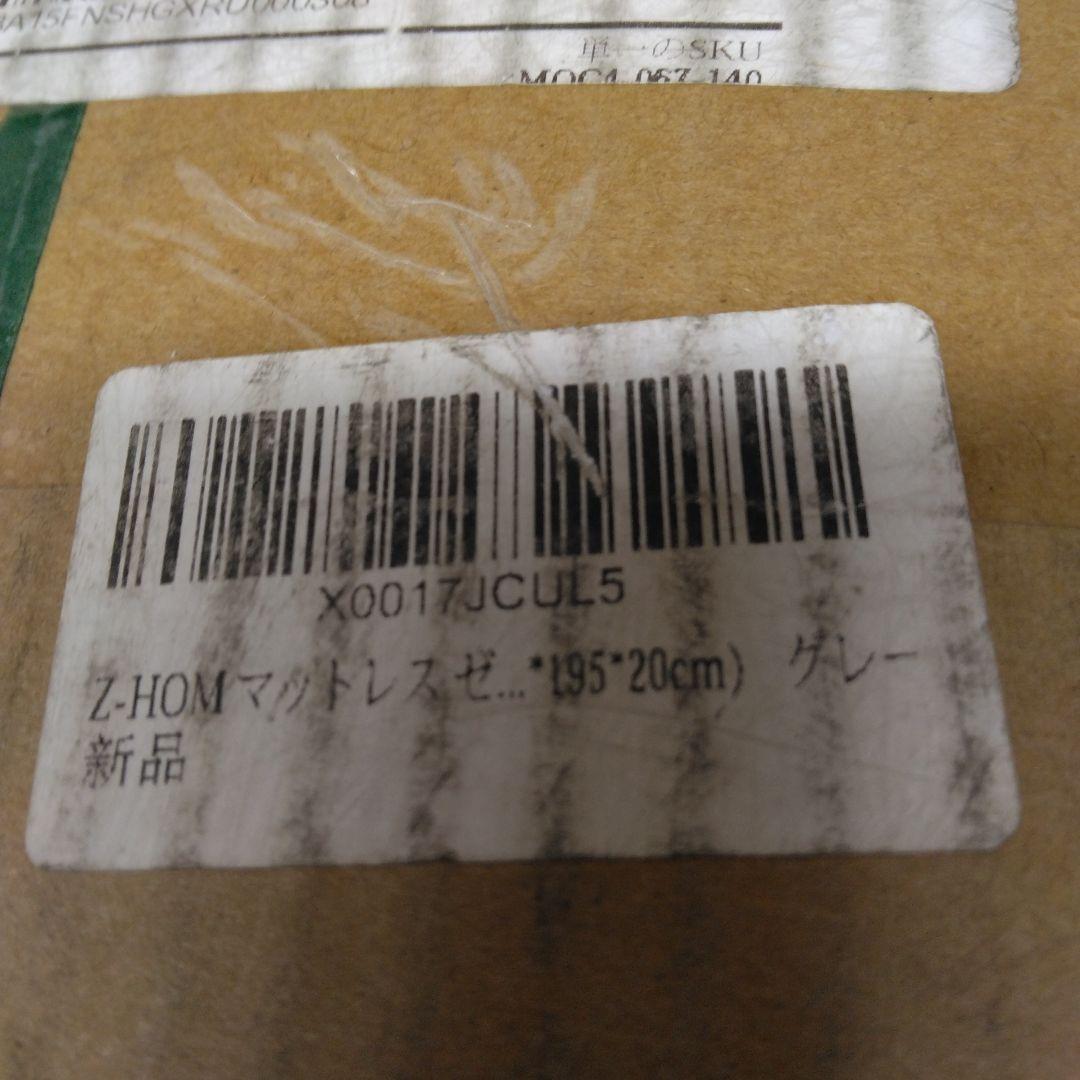 単一のSKU
X0017JCUL5
Z-HOMマットレス ゼ...*195*20cm) グレー
新品